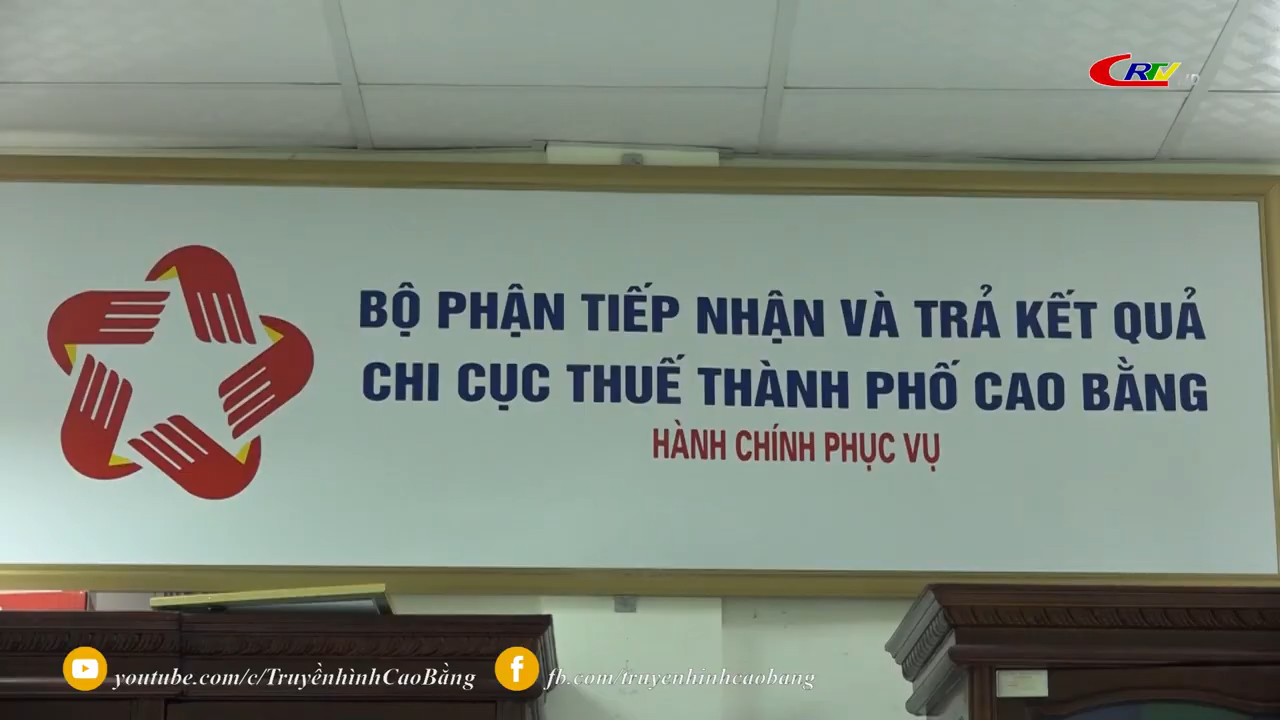 CRTV
BỘ PHẬN TIẾP NHẬN VÀ TRẢ KẾT QUẢ
CHI CỤC THUẾ THÀNH PHỐ CAO BẰNG
HÀNH CHÍNH PHỤC VỤ
youtube.com/c/TruyềnhìnhCaoBằng
fb.com/truyenhinhcaobang